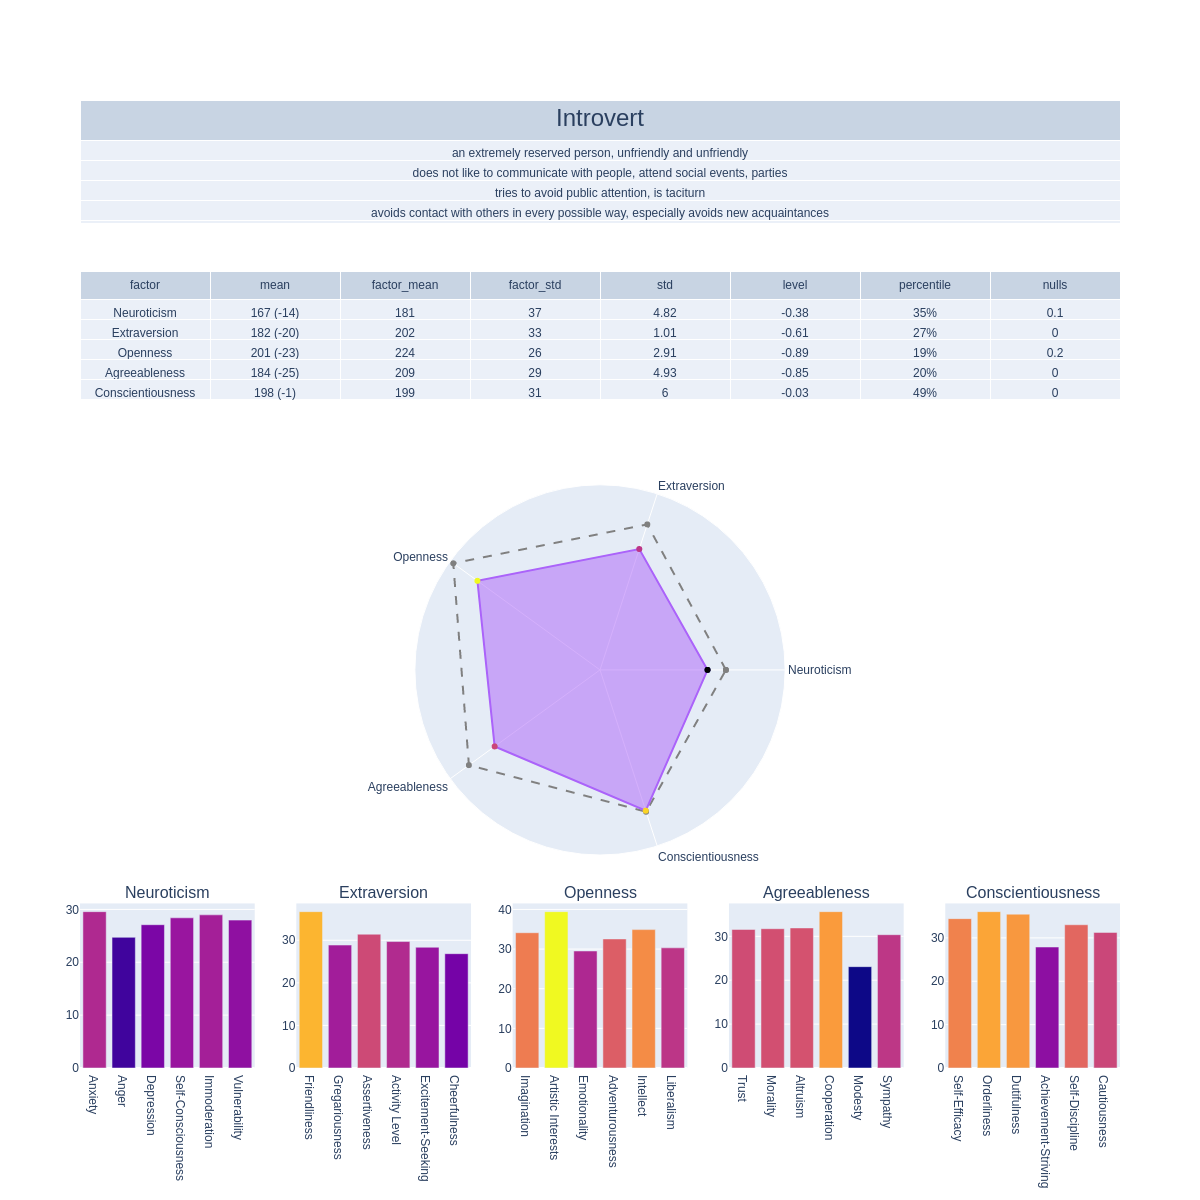 Introvert
an extremely reserved person, unfriendly and unfriendly
does not like to communicate with people, attend social events, parties
tries to avoid public attention, is taciturn
avoids contact with others in every possible way, especially avoids new acquaintances
factor mean factor_mean factor_std std level percentile nulls
Neuroticism 167 (-14) 181 37 4.82 -0.38 35% 0.1
Extraversion 182 (-20) 202 33 1.01 -0.61 27% 0
Openness 201 (-23) 224 26 2.91 -0.89 19% 0.2
Agreeableness 184 (-25) 209 29 4.93 -0.85 20% 0
Conscientiousness 198 (-1) 199 31 6 -0.03 49% 0
Extraversion
Openness
Neuroticism
Agreeableness
Conscientiousness
Neuroticism
30
20
10
0
Anxiety
Anger
Depression
Self-Consciousness
Immoderation
Vulnerability
Extraversion
30
20
10
0
Friendliness
Gregariousness
Assertiveness
Activity Level
Excitement-Seeking
Cheerfulness
Openness
40
30
20
10
0
Imagination
Artistic Interests
Emotionality
Adventurousness
Intellect
Liberalism
Agreeableness
30
20
10
0
Trust
Morality
Altruism
Cooperation
Modesty
Sympathy
Conscientiousness
30
20
10
0
Self-Efficacy
Orderliness
Dutifulness
Achievement-Striving
Self-Discipline
Cautiousness